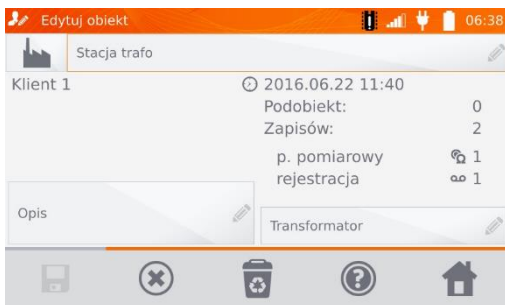 Edytuj obiekt 06:38
Stacja trafo
Klient 1 2016.06.22 11:40
Podobiekt: 0
Zapisów: 2
p. pomiarowy 1
rejestracja 1
Opis
Transformator